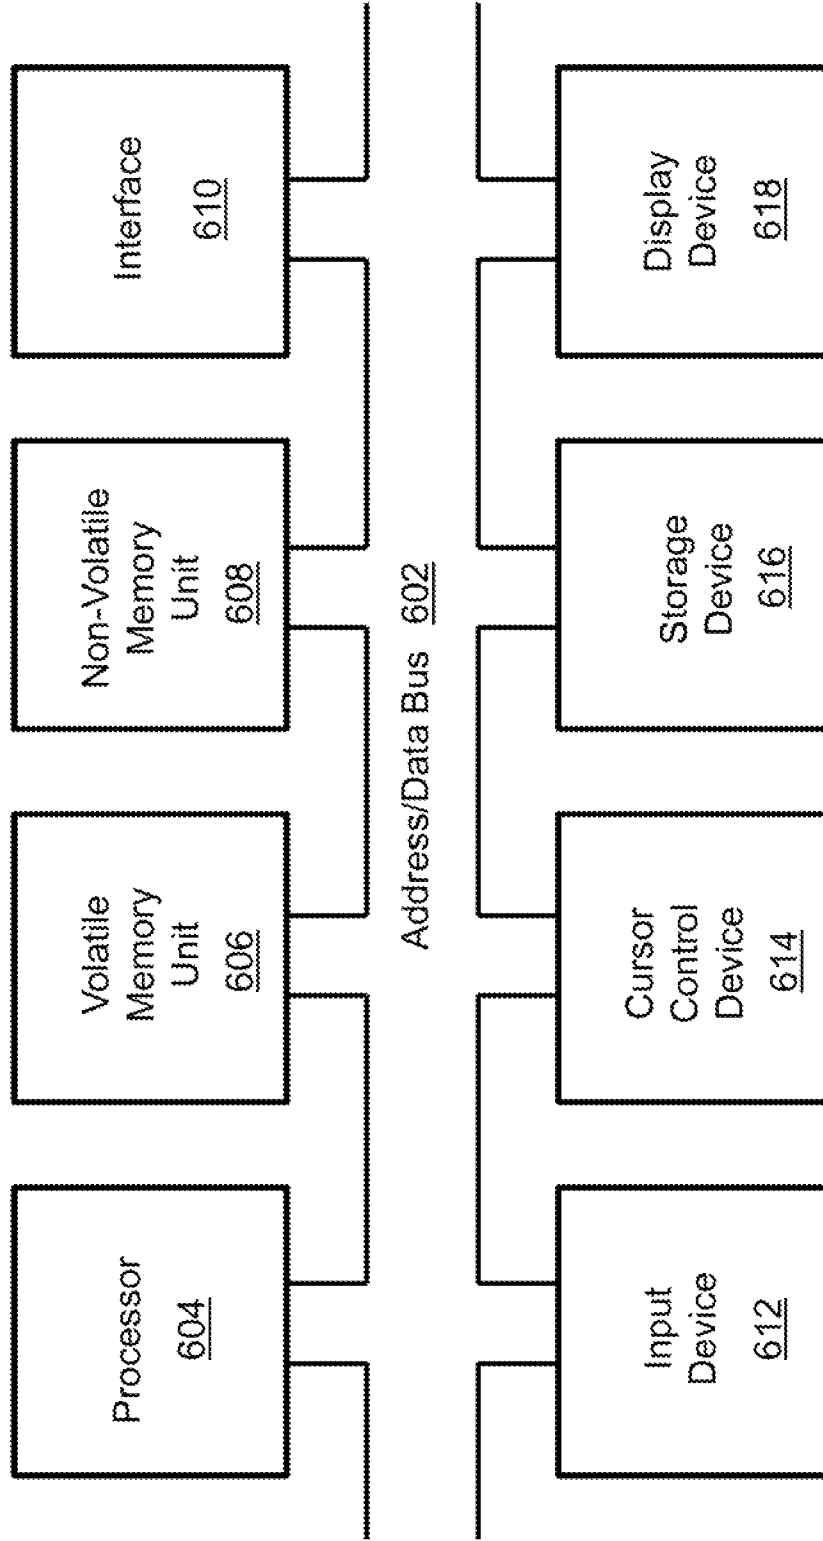 Processor
604
Volatile
Memory
Unit
606
Non-Volatile
Memory
Unit
608
Interface
610
Address/Data Bus 602
Input
Device
612
Cursor
Control
Device
614
Storage
Device
616
Display
Device
618